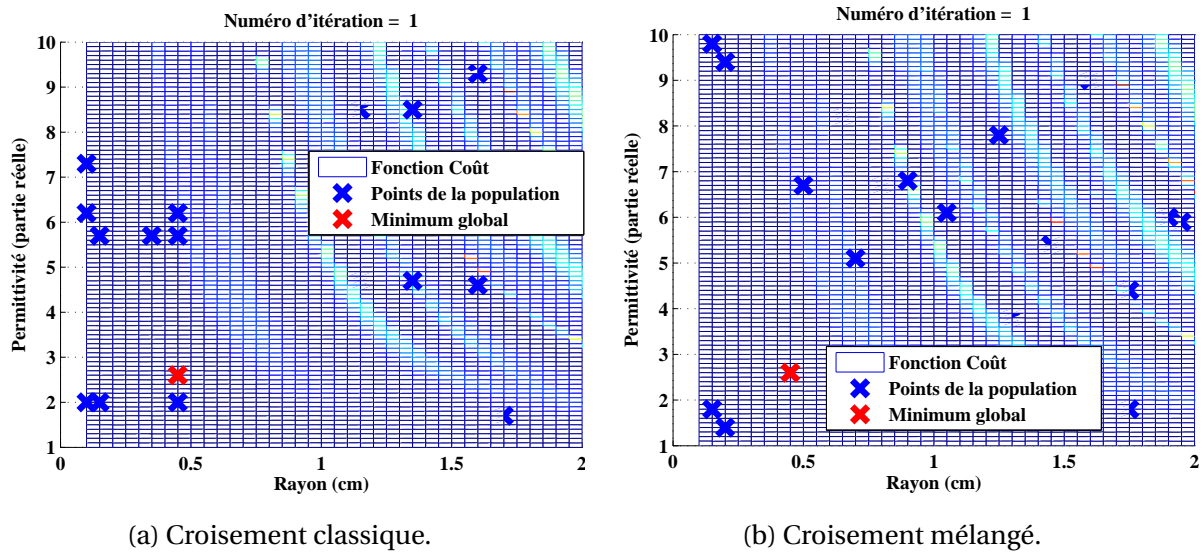 Numéro d'itération = 1
Permittivité (partie réelle)
10
9
8
7
6
5
4
3
2
1
Fonction Coût
Points de la population
Minimum global
0
0.5
1
1.5
2
Rayon (cm)
(a) Croisement classique.
Numéro d'itération = 1
Permittivité (partie réelle)
10
9
8
7
6
5
4
3
2
1
Fonction Coût
Points de la population
Minimum global
0
0.5
1
1.5
2
Rayon (cm)
(b) Croisement mélangé.